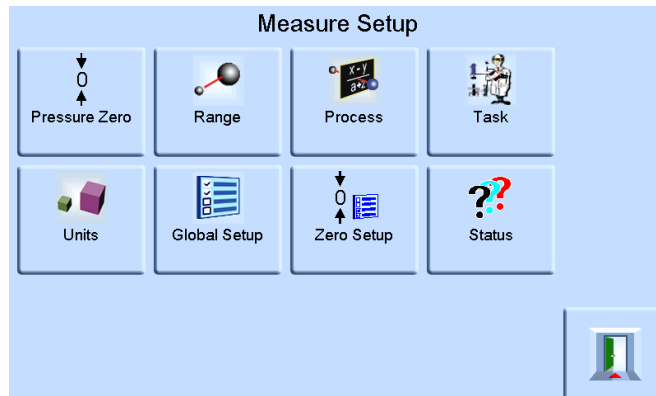 Measure Setup
0
Pressure Zero
Range
x-y
a+z
Process
Task
Units
Global Setup
0
Zero Setup
???
Status